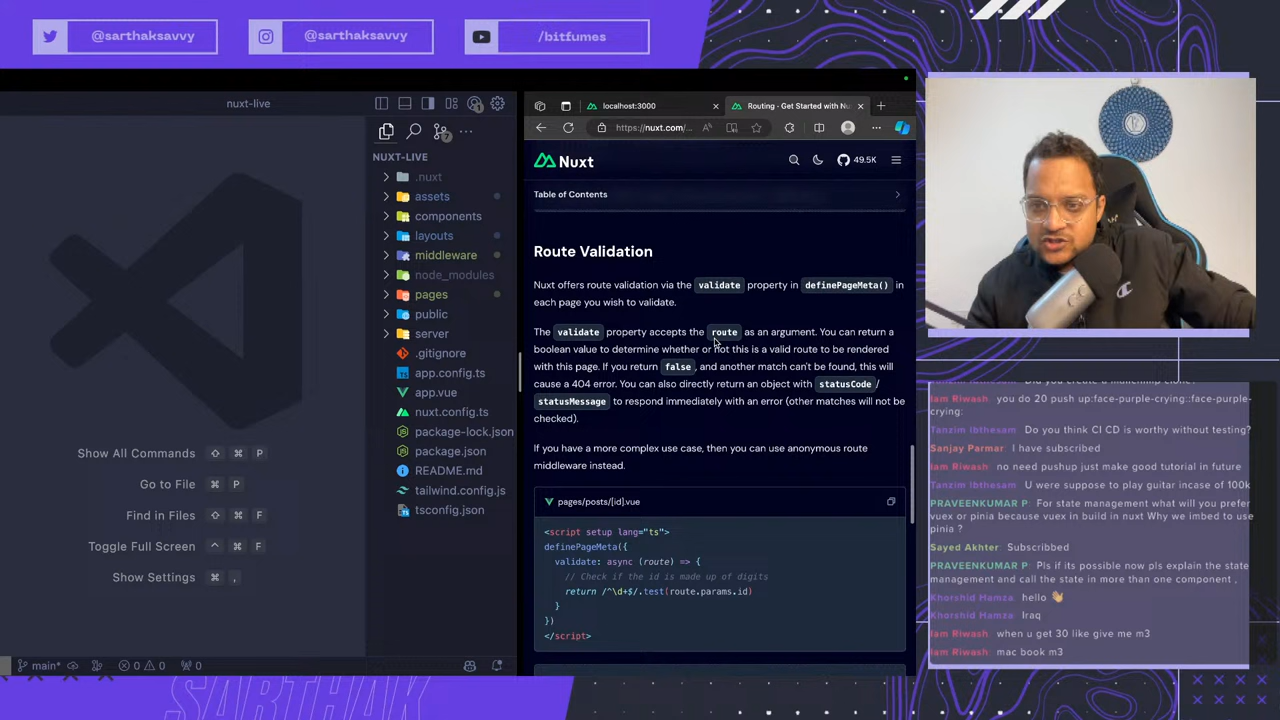 @sarthaksavvy
@sarthaksavvy
/bitfumes
nuxt-live
NUXT-LIVE
.nuxt
assets
components
layouts
middleware
node_modules
pages
public
server
.gitignore
app.config.ts
app.vue
nuxt.config.ts
package-lock.json
package.json
README.md
tailwind.config.js
tsconfig.json
Show All Commands ⇧ ⌘ P
Go to File ⌘ P
Find in Files ⇧ ⌘ F
Toggle Full Screen ⌃ ⌘ F
Show Settings ⌘ ,
main*
0
0
0
localhost:3000
Routing · Get Started with Nu
https://nuxt.com/...
Nuxt
49.5K
Table of Contents
Route Validation
Nuxt offers route validation via the validate property in definePageMeta() in
each page you wish to validate.
The validate property accepts the route as an argument. You can return a
boolean value to determine whether or not this is a valid route to be rendered
with this page. If you return false, and another match can't be found, this will
cause a 404 error. You can also directly return an object with statusCode/
statusMessage to respond immediately with an error (other matches will not be
checked).
If you have a more complex use case, then you can use anonymous route
middleware instead.
pages/posts/[id].vue
<script setup lang="ts">
definePageMeta({
validate: async (route) => {
// Check if the id is made up of digits
return /^\d+$/.test(route.params.id)
}
})
</script>
Tanzim Ibthesam Did you create a mailchimp clone?
Iam Riwash you do 20 push up:face-purple-crying::face-purple-
crying:
Tanzim Ibthesam Do you think CI CD is worthy without testing?
Sanjay Parmar I have subscribed
Iam Riwash no need pushup just make good tutorial in future
Tanzim Ibthesam U were suppose to play guitar incase of 100k
PRAVEENKUMAR P For state management what will you prefer
vuex or pinia because vuex in build in nuxt Why we imbed to use
pinia ?
Sayed Akhter Subscribbed
PRAVEENKUMAR P Pls if its possible now pls explain the state
management and call the state in more than one component ,
Khorshid Hamza hello 👋
Khorshid Hamza Iraq
Iam Riwash when u get 30 like give me m3
Iam Riwash mac book m3
SARTHAK